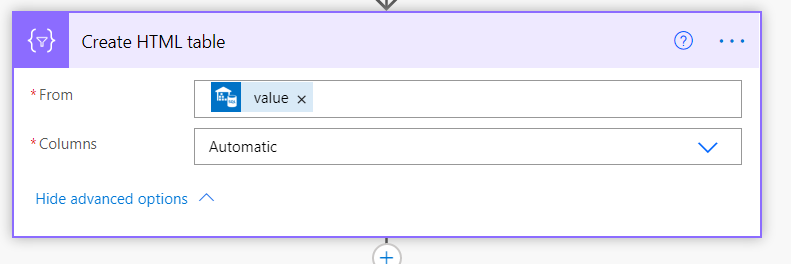 Create HTML table
?
...
*From
value ×
*Columns
Automatic
Hide advanced options